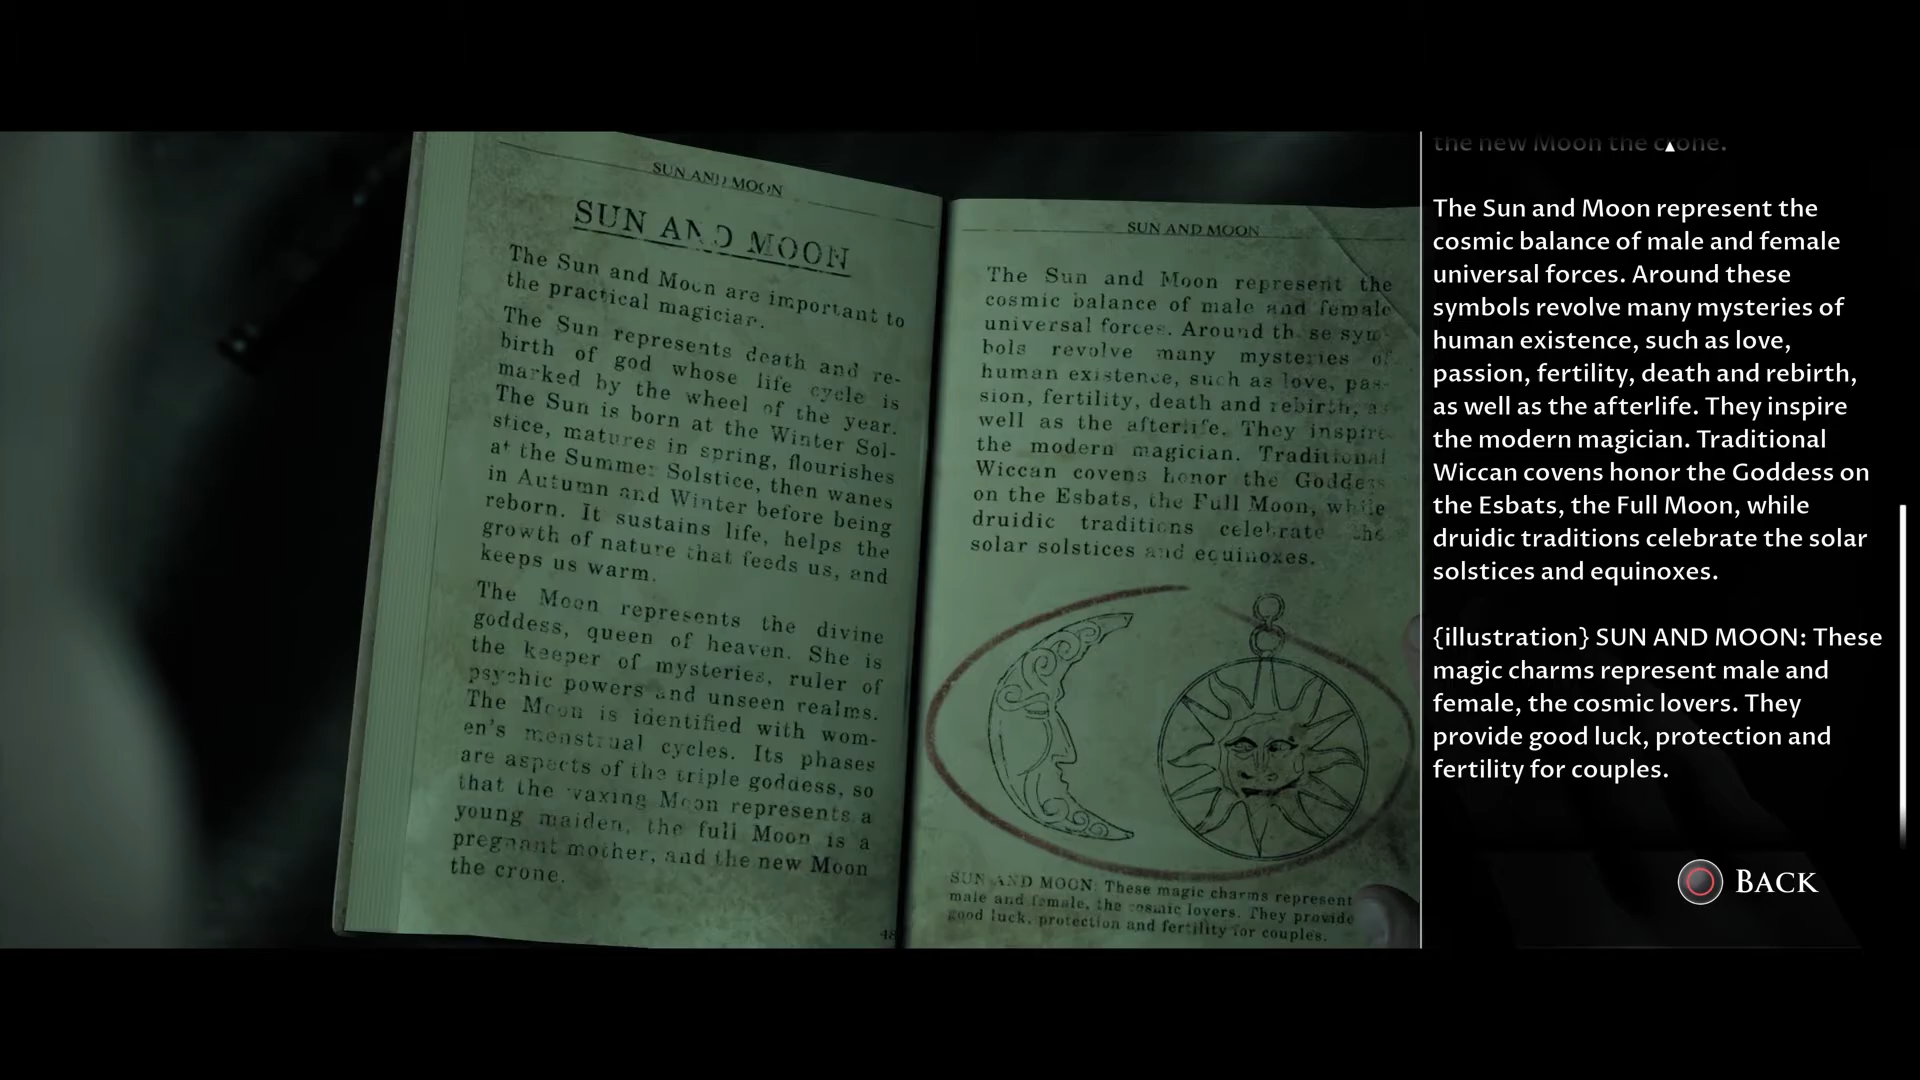 SUN AND MOON
SUN AND MOON
The Sun and Moon are important to
the practical magician.
The Sun represents death and re-
birth of god whose life cycle is
marked by the wheel of the year.
The Sun is born at the Winter Sol-
stice, matures in spring, flourishes
at the Summer Solstice, then wanes
in Autumn and Winter before being
reborn. It sustains life, helps the
growth of nature that feeds us, and
keeps us warm.
The Moon represents the divine
goddess, queen of heaven. She is
the keeper of mysteries, ruler of
psychic powers and unseen realms.
The Moon is identified with wom-
en's menstrual cycles. Its phases
are aspects of the triple goddess, so
that the waxing Moon represents a
young maiden, the full Moon is a
pregnant mother, and the new Moon
the crone.
48
SUN AND MOON
The Sun and Moon represent the
cosmic balance of male and female
universal forces. Around these sym-
bols revolve many mysteries of
human existence, such as love, pas-
sion, fertility, death and rebirth, as
well as the afterlife. They inspire
the modern magician. Traditional
Wiccan covens honor the Goddess
on the Esbats, the Full Moon, while
druidic traditions celebrate the
solar solstices and equinoxes.
SUN AND MOON: These magic charms represent
male and female, the cosmic lovers. They provide
good luck, protection and fertility for couples.
the new Moon the crone.
The Sun and Moon represent the
cosmic balance of male and female
universal forces. Around these
symbols revolve many mysteries of
human existence, such as love,
passion, fertility, death and rebirth,
as well as the afterlife. They inspire
the modern magician. Traditional
Wiccan covens honor the Goddess on
the Esbats, the Full Moon, while
druidic traditions celebrate the solar
solstices and equinoxes.
{illustration} SUN AND MOON: These
magic charms represent male and
female, the cosmic lovers. They
provide good luck, protection and
fertility for couples.
BACK